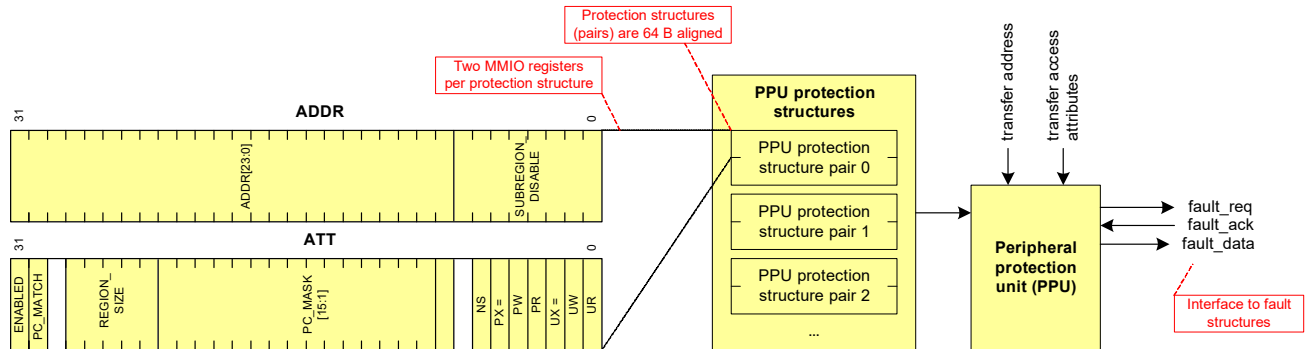 Protection structures
(pairs) are 64 B aligned
Two MMIO registers
per protection structure
transfer address
transfer access
attributes
31
ADDR
0
ADDR[23:0]
SUBREGION_
DISABLE
31
ATT
0
ENABLED
PC_MATCH
REGION_
SIZE
PC_MASK
[15:1]
NS
PX =
PW
PR
UX =
UW
UR
PPU protection
structures
PPU protection
structure pair 0
PPU protection
structure pair 1
PPU protection
structure pair 2
...
Peripheral
protection
unit (PPU)
fault_req
fault_ack
fault_data
Interface to fault
structures